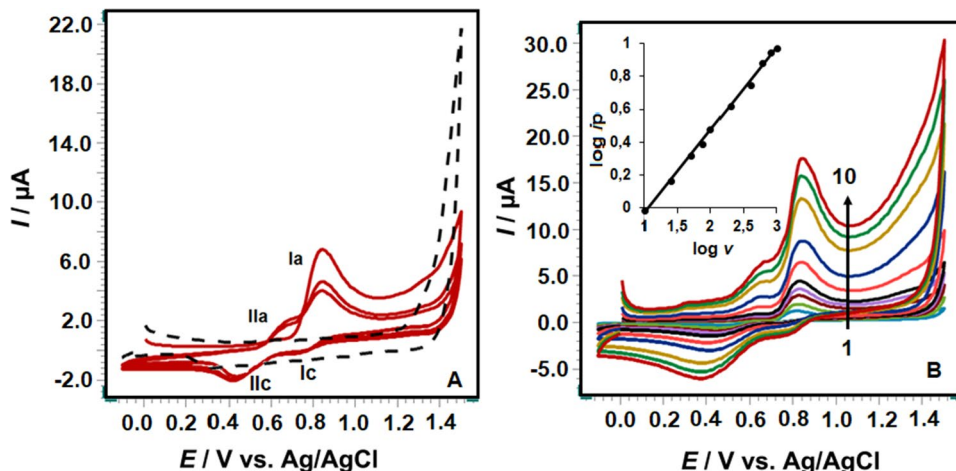 22.0
18.0
14.0
10.0
6.0
2.0
-2.0
I / µA
Ia
IIa
IIc
Ic
A
0.0 0.2 0.4 0.6 0.8 1.0 1.2 1.4
E / V vs. Ag/AgCl
30.0
25.0
20.0
15.0
10.0
5.0
0.0
-5.0
I / µA
1
0,8
0,6
0,4
0,2
0
log ip
1 1,5 2 2,5 3
log v
10
1
B
0.0 0.2 0.4 0.6 0.8 1.0 1.2 1.4
E / V vs. Ag/AgCl